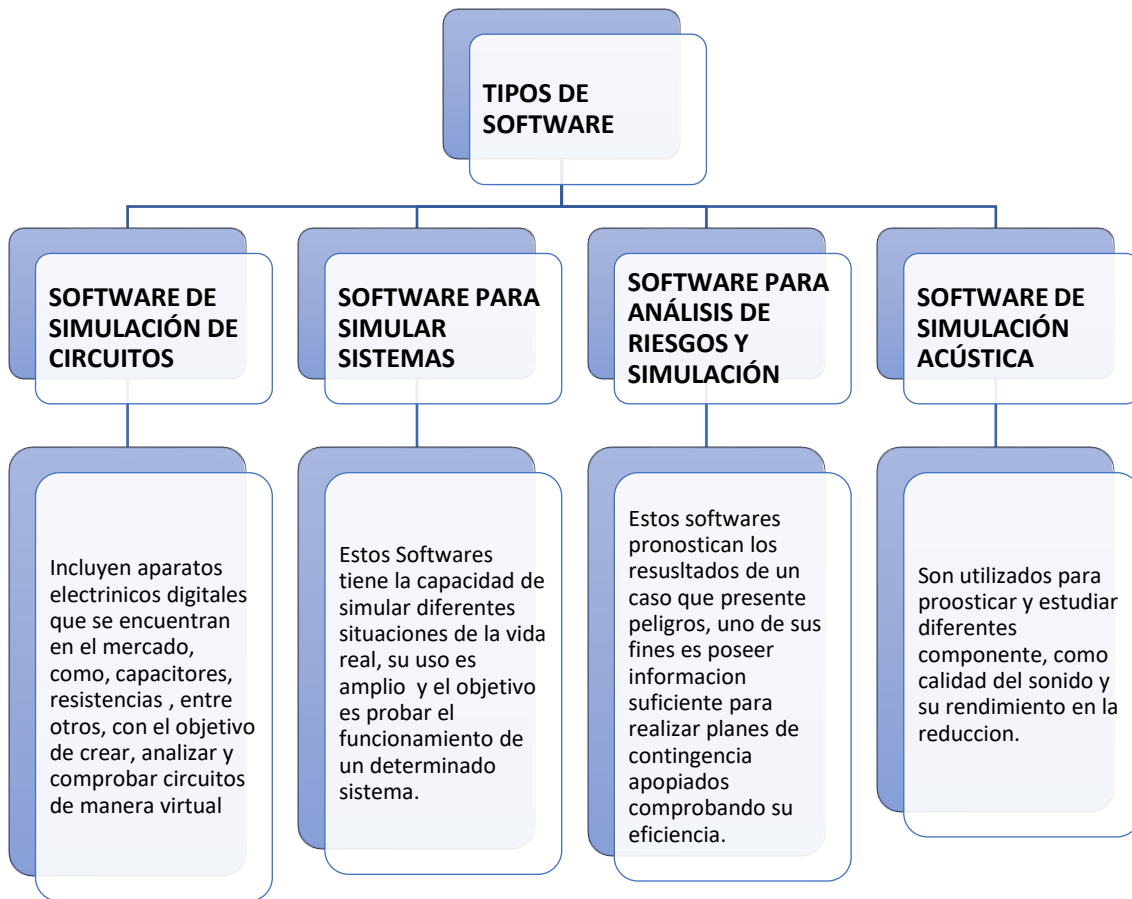 TIPOS DE
SOFTWARE
SOFTWARE DE
SIMULACIÓN DE
CIRCUITOS
Incluyen aparatos
electrinicos digitales
que se encuentran
en el mercado,
como, capacitores,
resistencias , entre
otros, con el objetivo
de crear, analizar y
comprobar circuitos
de manera virtual
SOFTWARE PARA
SIMULAR
SISTEMAS
Estos Softwares
tiene la capacidad de
simular diferentes
situaciones de la vida
real, su uso es
amplio y el objetivo
es probar el
funcionamiento de
un determinado
sistema.
SOFTWARE PARA
ANÁLISIS DE
RIESGOS Y
SIMULACIÓN
Estos softwares
pronostican los
resusltados de un
caso que presente
peligros, uno de sus
fines es poseer
informacion
suficiente para
realizar planes de
contingencia
apopiados
comprobando su
eficiencia.
SOFTWARE DE
SIMULACIÓN
ACÚSTICA
Son utilizados para
proosticar y estudiar
diferentes
componente, como
calidad del sonido y
su rendimiento en la
reduccion.